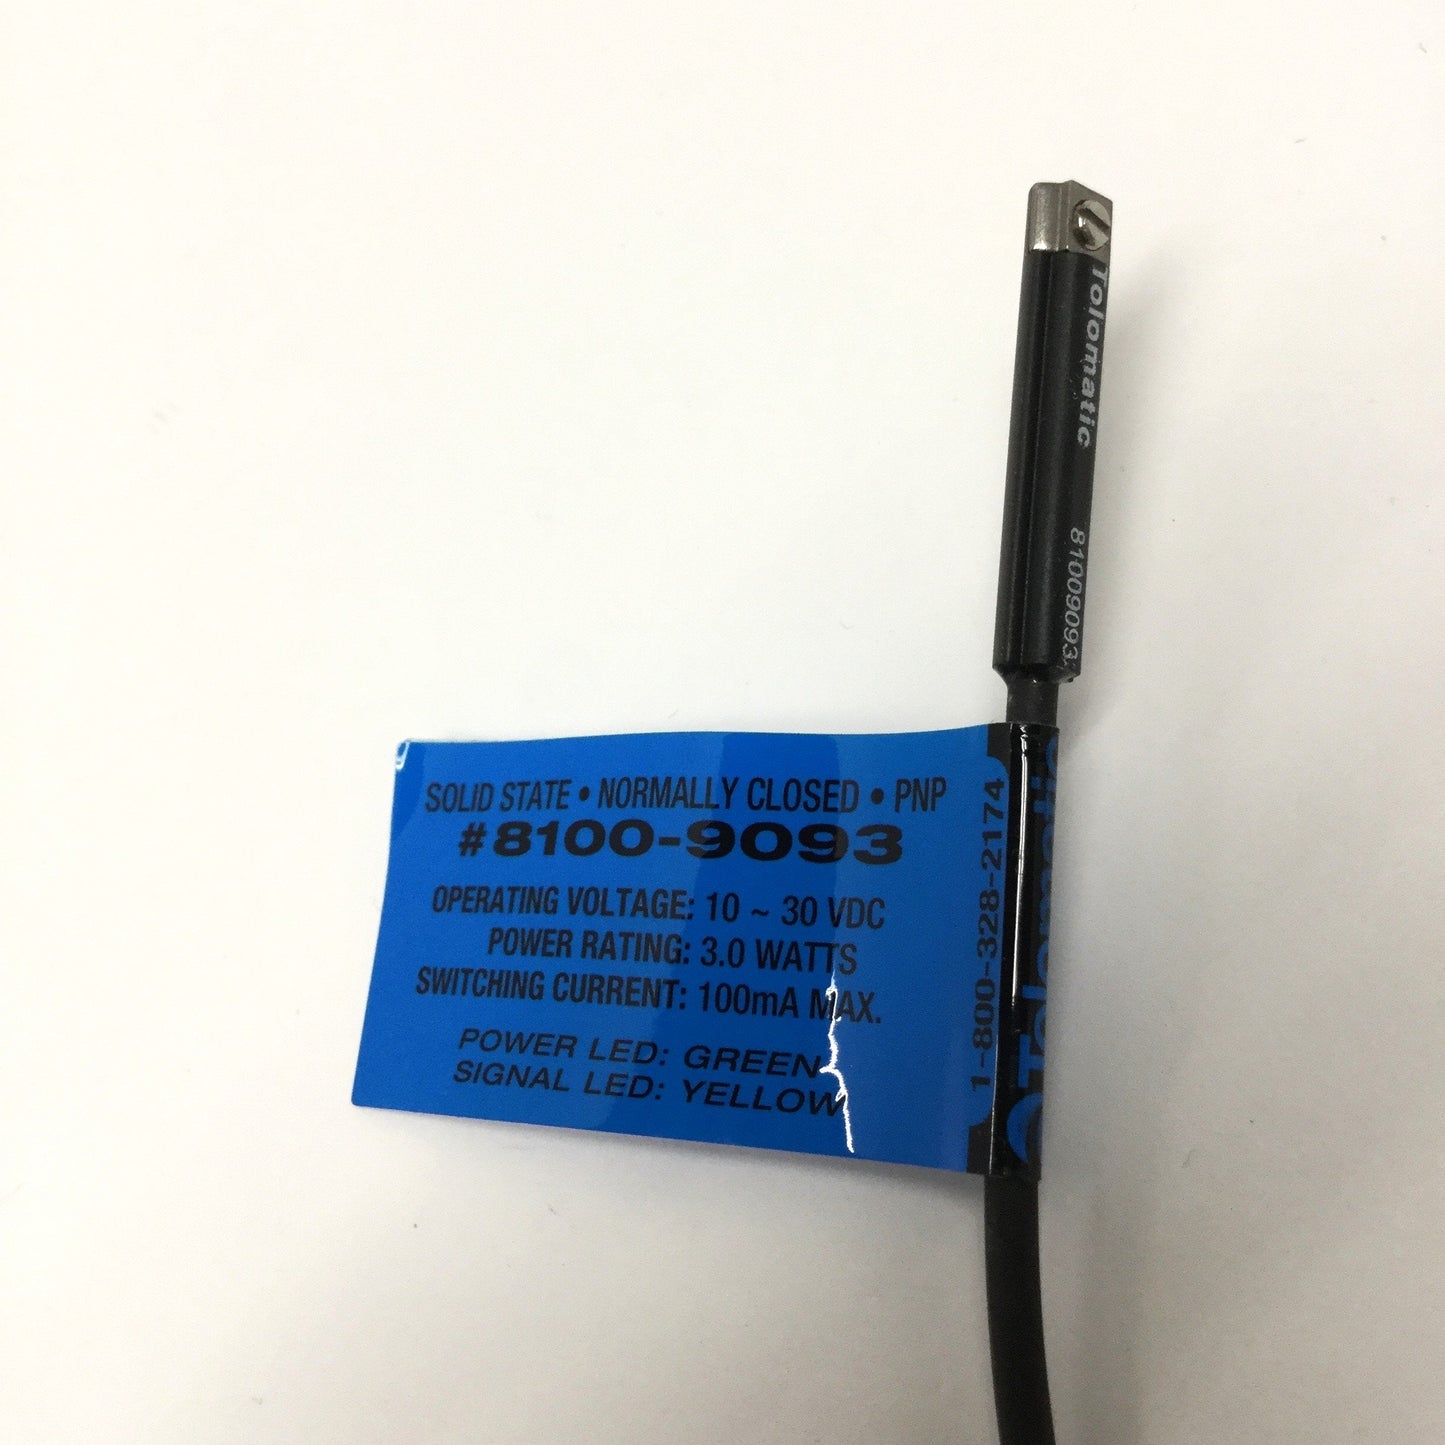 Tolomatic
81009093
SOLID STATE • NORMALLY CLOSED • PNP
#8100-9093
OPERATING VOLTAGE: 10 ~ 30 VDC
POWER RATING: 3.0 WATTS
SWITCHING CURRENT: 100mA MAX.
POWER LED: GREEN
SIGNAL LED: YELLOW
1-800-328-2174